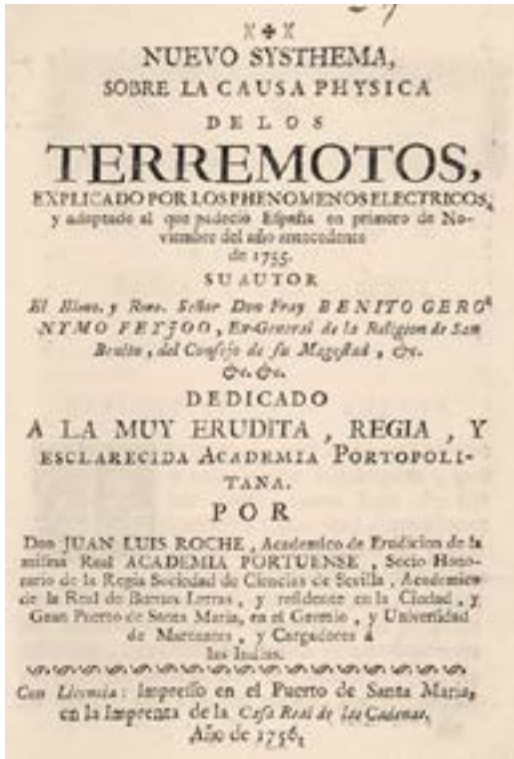 NUEVO SYSTHEMA,
SOBRE LA CAUSA PHYSICA
DE LOS
TERREMOTOS,
EXPLICADO POR LOS PHENOMENOS ELECTRICOS,
y adaptado al que padeciò España en primero de No-
viembre del año antecedente
de 1755.
SU AUTOR
El Ilmo. y Rmo. Señor Don Fray BENITO GERO
NYMO FEYJOO, Ex-General de la Religion de San
Benito, del Consejo de su Magestad, &c.
&c. &c.
DEDICADO
A LA MUY ERUDITA, REGIA, Y
ESCLARECIDA ACADEMIA PORTOPOLI-
TANA.
POR
Don JUAN LUIS ROCHE, Academico de Erudicion de la
misma Real ACADEMIA PORTUENSE, Socio Hono-
rario de la Regia Sociedad de Ciencias de Sevilla, Academico
de la Real de Buenas Letras, y residente en la Ciudad, y
Gran Puerto de Santa Maria, en el Gremio, y Universidad
de Mareantes, y Cargadores à
las Indias.
Con Licencia: Impresso en el Puerto de Santa Maria,
en la Imprenta de la Casa Real de las Cadenas.
Año de 1756.